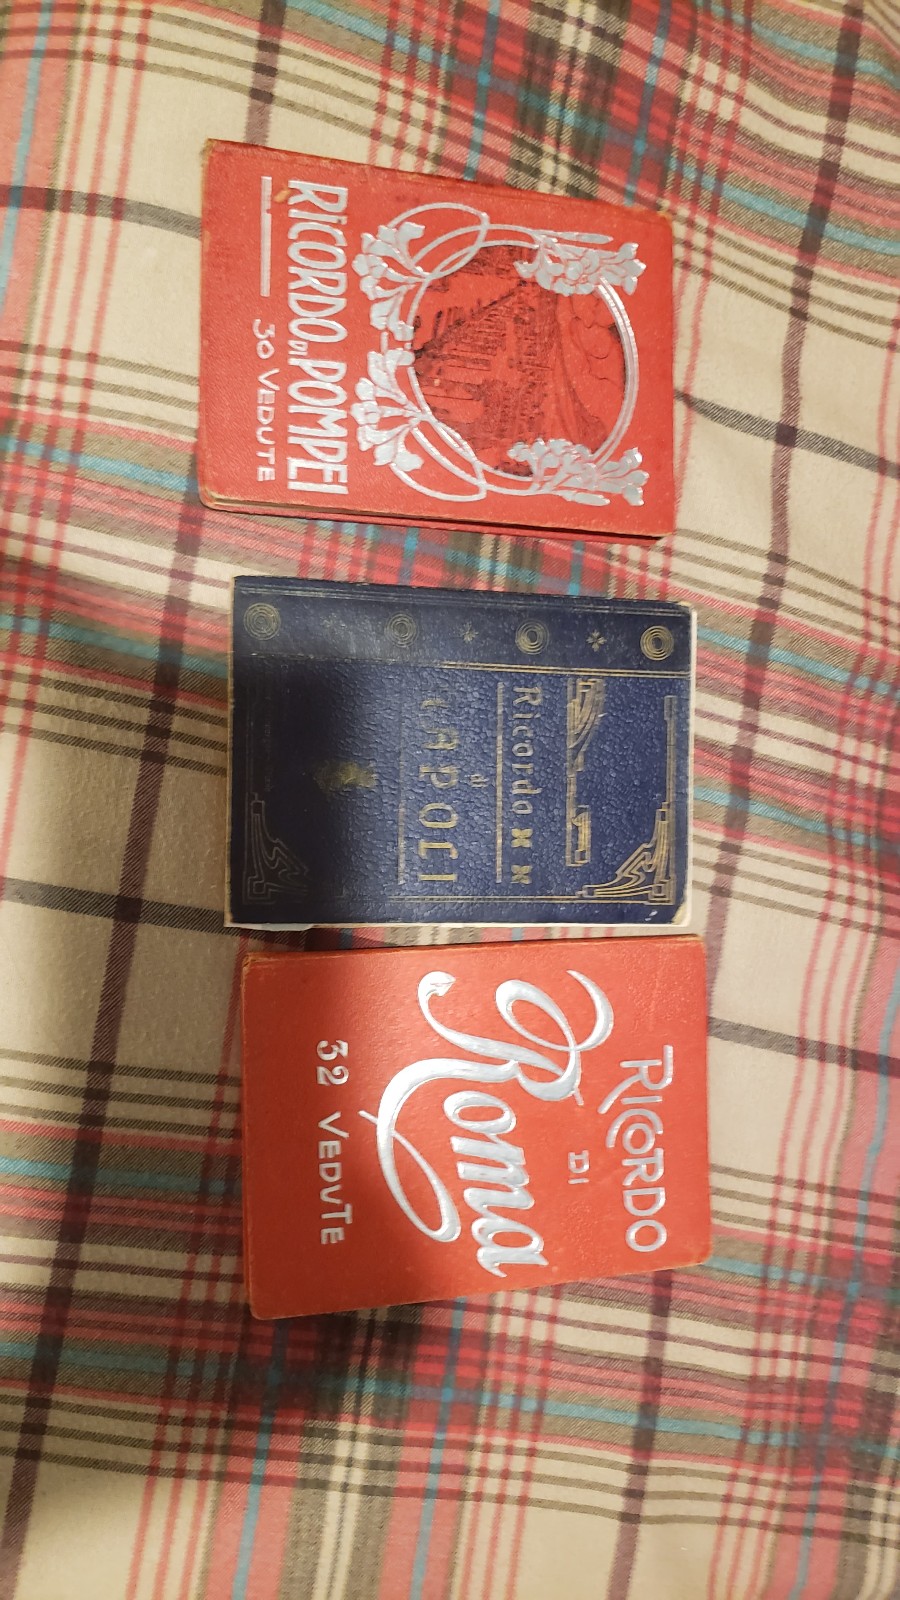 RICORDO DI POMPEI
30 VEDUTE
Ricordo
di
NAPOLI
RICORDO
DI
Roma
32 VEDUTE